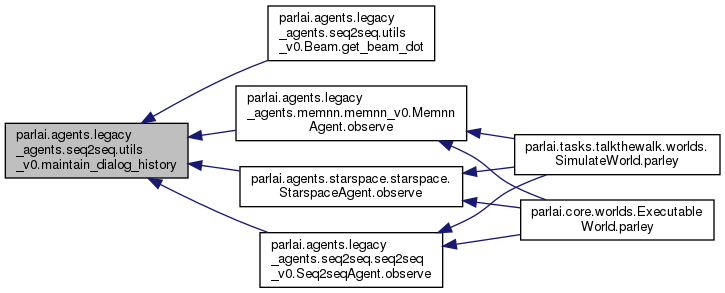 parlai.agents.legacy
_agents.seq2seq.utils
_v0.Beam.get_beam_dot
parlai.agents.legacy
_agents.memnn.memnn_v0.Memnn
Agent.observe
parlai.agents.legacy
_agents.seq2seq.utils
_v0.maintain_dialog_history
parlai.tasks.talkthewalk.worlds.
SimulateWorld.parley
parlai.agents.starspace.starspace.
StarspaceAgent.observe
parlai.core.worlds.Executable
World.parley
parlai.agents.legacy
_agents.seq2seq.seq2seq
_v0.Seq2seqAgent.observe